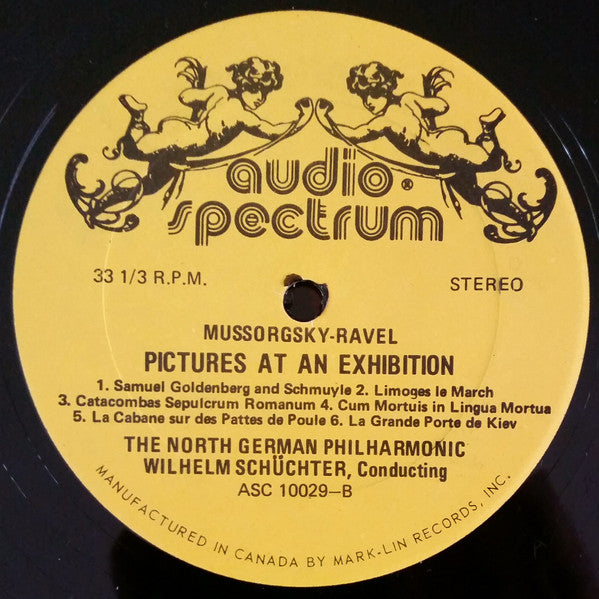 audio®
spectrum
33 1/3 R.P.M.
STEREO
MUSSORGSKY-RAVEL
PICTURES AT AN EXHIBITION
1. Samuel Goldenberg and Schmuyle 2. Limoges le March
3. Catacombas Sepulcrum Romanum 4. Cum Mortuis in Lingua Mortua
5. La Cabane sur des Pattes de Poule 6. La Grande Porte de Kiev
THE NORTH GERMAN PHILHARMONIC
WILHELM SCHÜCHTER, Conducting
ASC 10029—B
MANUFACTURED IN CANADA BY MARK-LIN RECORDS, INC.